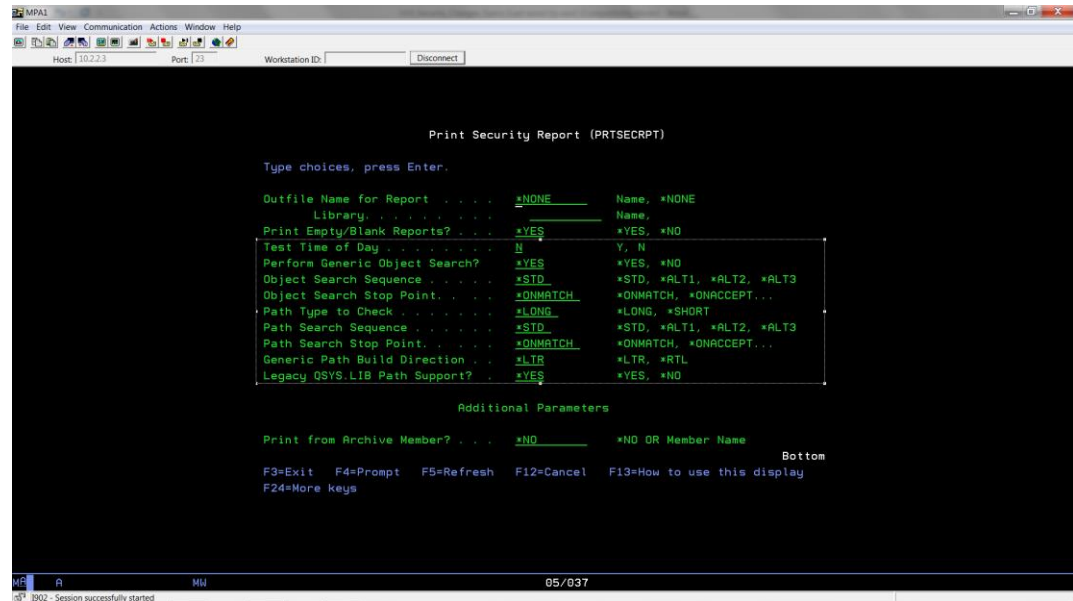 MPA1
File Edit View Communication Actions Window Help
Host: 10.2.2.3 Port: 23 Workstation ID: Disconnect
Print Security Report (PRTSECRPT)
Type choices, press Enter.
Outfile Name for Report . . . . *NONE Name, *NONE
Library. . . . . . . . . Name,
Print Empty/Blank Reports? . . . *YES *YES, *NO
Test Time of Day . . . . . . . . N Y, N
Perform Generic Object Search? *YES *YES, *NO
Object Search Sequence . . . . . *STD *STD, *ALT1, *ALT2, *ALT3
Object Search Stop Point. . . . *ONMATCH *ONMATCH, *ONACCEPT...
Path Type to Check . . . . . . . *LONG *LONG, *SHORT
Path Search Sequence . . . . . . *STD *STD, *ALT1, *ALT2, *ALT3
Path Search Stop Point. . . . . *ONMATCH *ONMATCH, *ONACCEPT...
Generic Path Build Direction . . *LTR *LTR, *RTL
Legacy QSYS.LIB Path Support? . *YES *YES, *NO
Additional Parameters
Print from Archive Member? . . . *NO *NO OR Member Name
Bottom
F3=Exit F4=Prompt F5=Refresh F12=Cancel F13=How to use this display
F24=More keys
MA A MW 05/037
I902 - Session successfully started